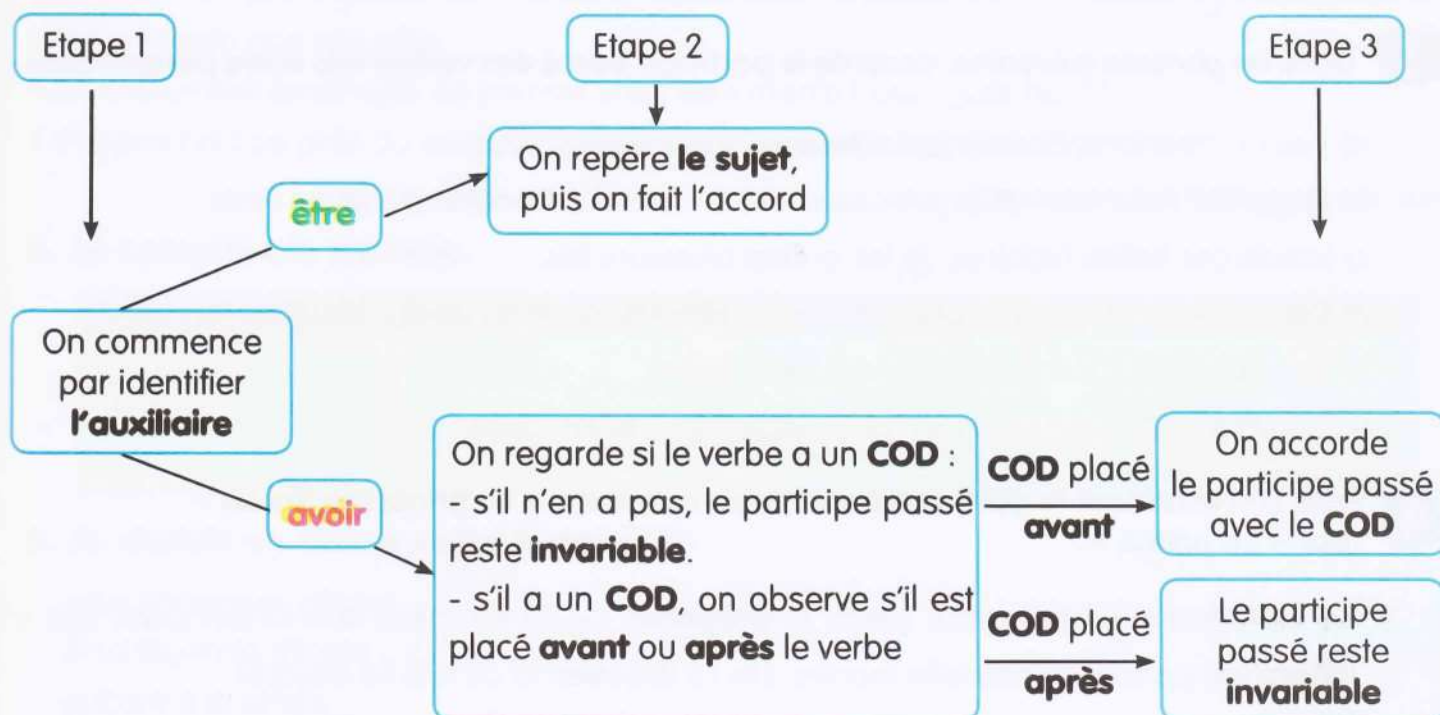 Etape 1
Etape 2
Etape 3
On repère le sujet,
puis on fait l'accord
être
On commence
par identifier
l'auxiliaire
avoir
On regarde si le verbe a un COD :
- s'il n'en a pas, le participe passé
reste invariable.
- s'il a un COD, on observe s'il est
placé avant ou après le verbe
COD placé
avant
On accorde
le participe passé
avec le COD
COD placé
après
Le participe
passé reste
invariable